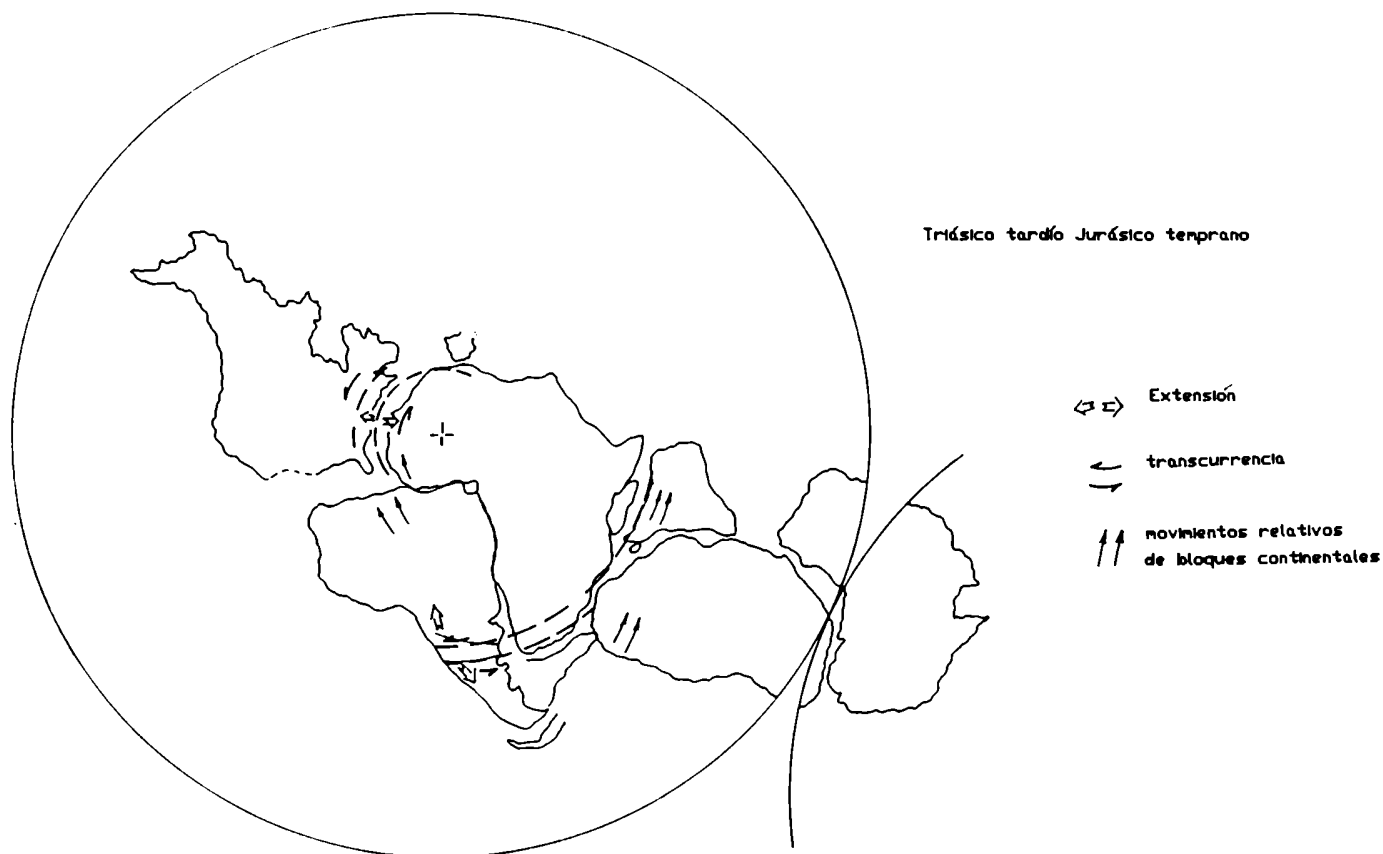 Triásico tardío Jurásico temprano
Extensión
transcurrencia
movimientos relativos
de bloques continentales